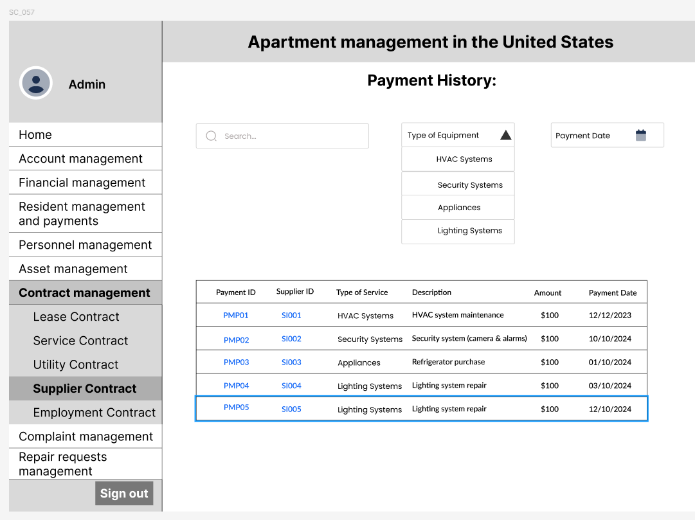 SC_057
Apartment management in the United States
Admin
Payment History:
Search...
Type of Equipment
Payment Date
HVAC Systems
Security Systems
Appliances
Lighting Systems
Home
Account management
Financial management
Resident management
and payments
Personnel management
Asset management
Contract management
Lease Contract
Service Contract
Utility Contract
Supplier Contract
Employment Contract
Complaint management
Repair requests
management
Sign out
Payment ID Supplier ID Type of Service Description Amount Payment Date
PMP01 SI001 HVAC Systems HVAC system maintenance $100 12/12/2023
PMP02 SI002 Security Systems Security system (camera & alarms) $100 10/10/2024
PMP03 SI003 Appliances Refrigerator purchase $100 01/10/2024
PMP04 SI004 Lighting Systems Lighting system repair $100 03/10/2024
PMP05 SI005 Lighting Systems Lighting system repair $100 12/10/2024